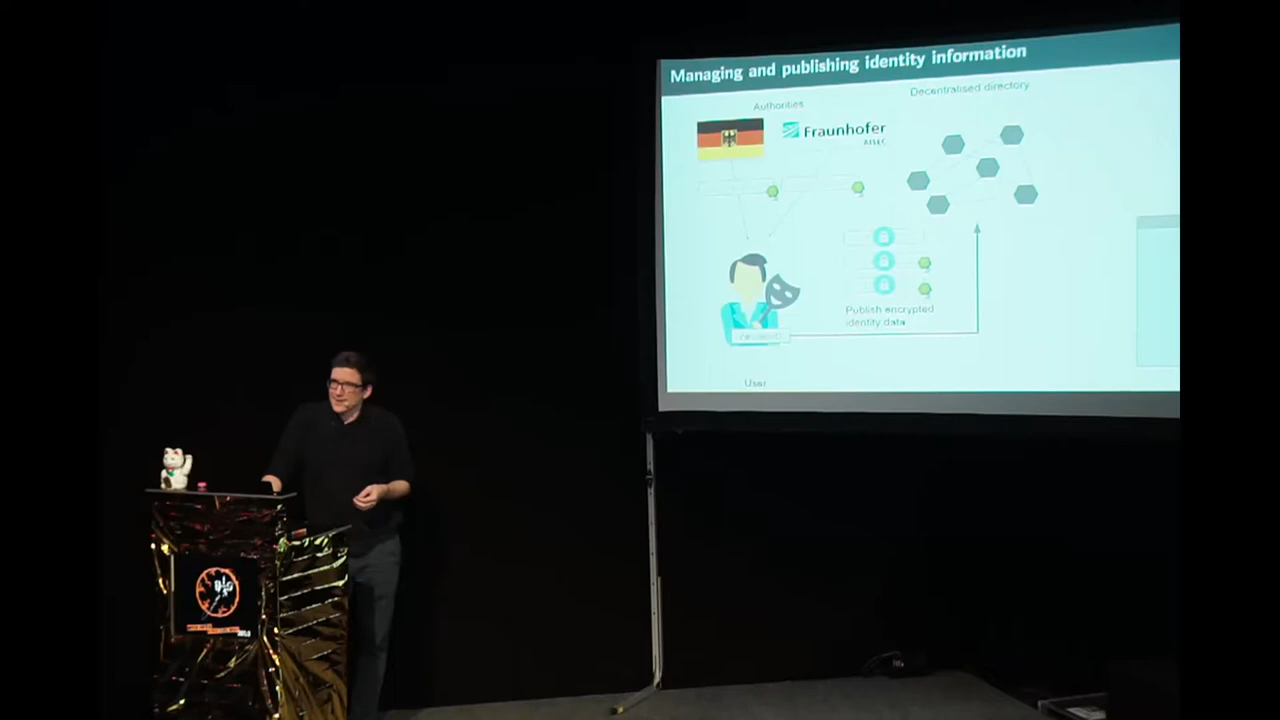 Managing and publishing identity information
Authorities
Decentralised directory
Fraunhofer
AISEC
Publish encrypted
identity data
User